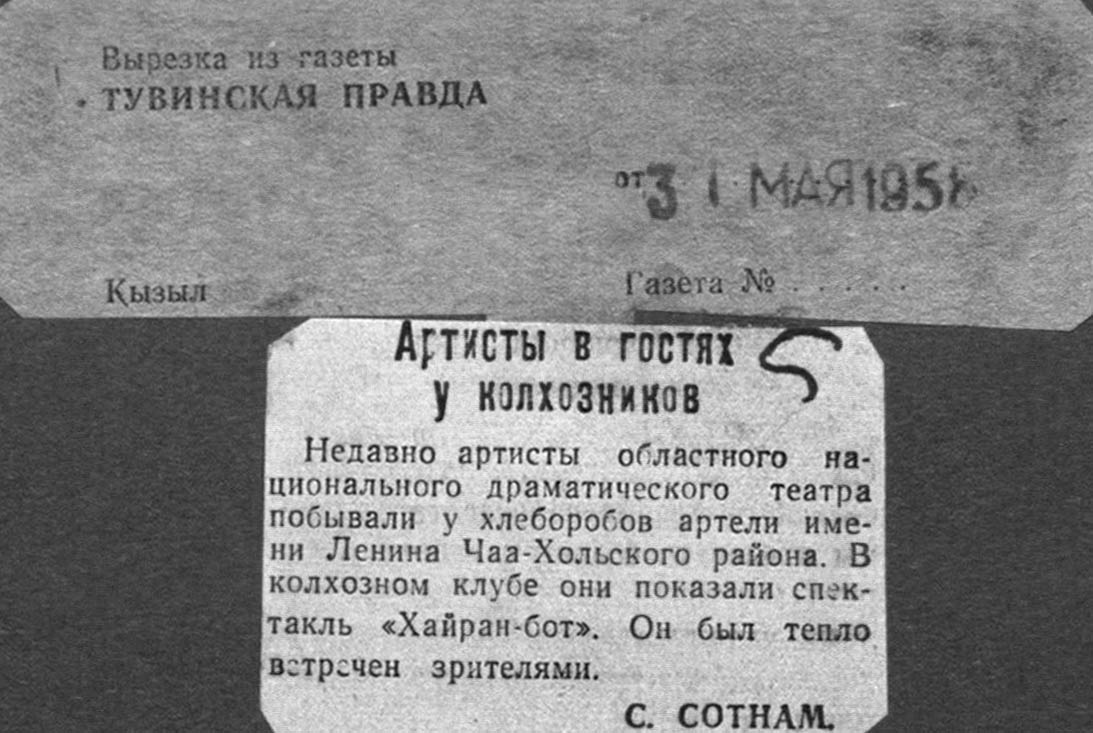 Вырезка из газеты
ТУВИНСКАЯ ПРАВДА
от 31 МАЯ 1958
Кызыл
Газета № . . . . .
Артисты в гостях
у колхозников
Недавно артисты областного на-
ционального драматического театра
побывали у хлеборобов артели име-
ни Ленина Чаа-Хольского района. В
колхозном клубе они показали спек-
такль «Хайран-бот». Он был тепло
встречен зрителями.
С. СОТНАМ.